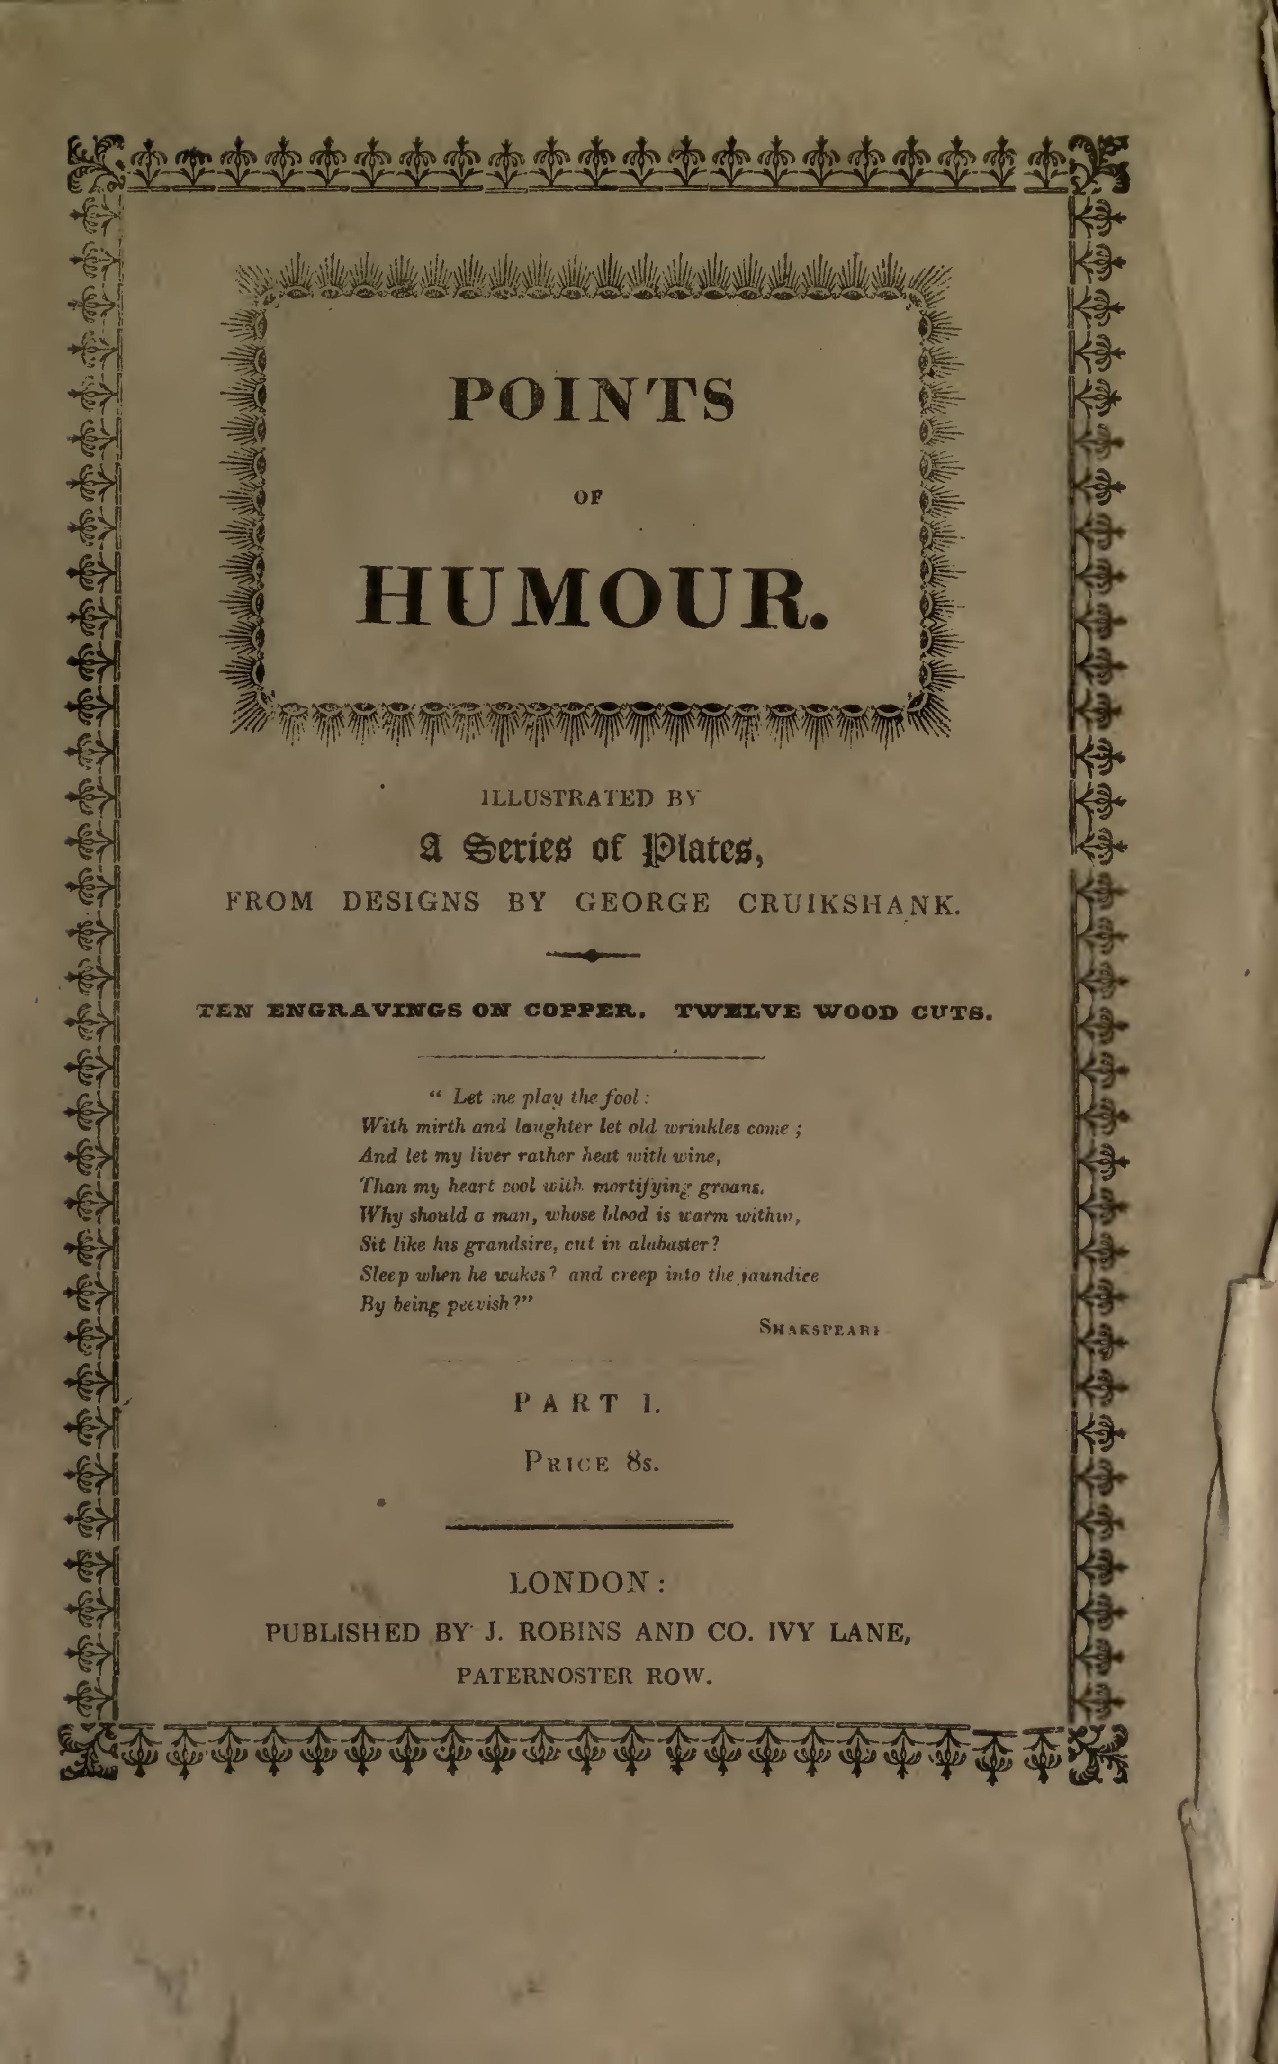 POINTS
OF
HUMOUR.
ILLUSTRATED BY
A Series of Plates,
FROM DESIGNS BY GEORGE CRUIKSHANK.
TEN ENGRAVINGS ON COPPER. TWELVE WOOD CUTS.
“ Let me play the fool :
With mirth and laughter let old wrinkles come ;
And let my liver rather heat with wine,
Than my heart cool with mortifying groans.
Why should a man, whose blood is warm within,
Sit like his grandsire, cut in alabaster?
Sleep when he wakes? and creep into the jaundice
By being peevish?”
SHAKSPEARE
PART I.
PRICE 8s.
LONDON:
PUBLISHED BY J. ROBINS AND CO. IVY LANE,
PATERNOSTER ROW.